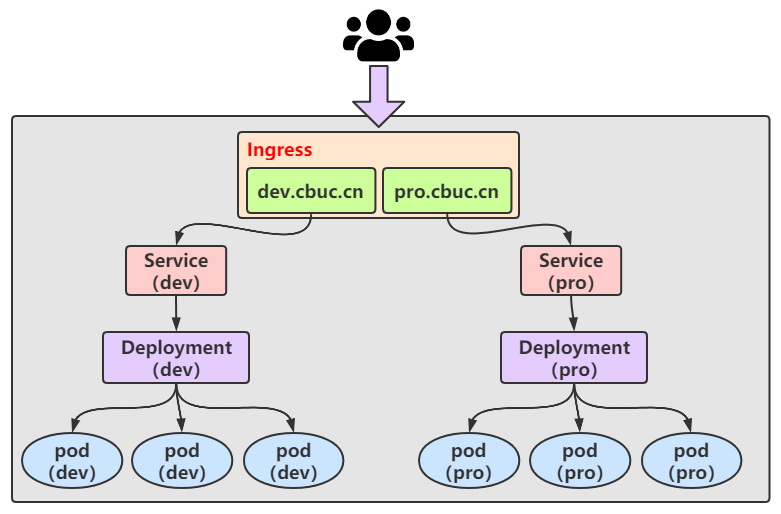 Ingress
dev.cbuc.cn
pro.cbuc.cn
Service
（dev）
Service
（pro）
Deployment
（dev）
Deployment
（pro）
pod
（dev）
pod
（dev）
pod
（dev）
pod
（pro）
pod
（pro）
pod
（pro）